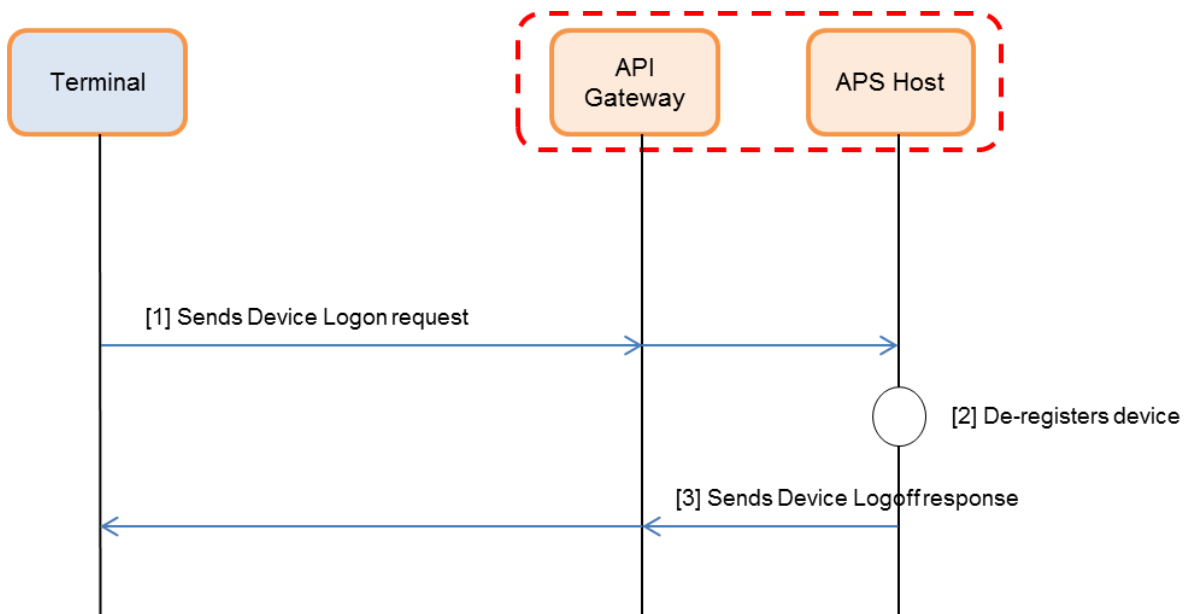 Terminal
API
Gateway
APS Host
[1] Sends Device Logon request
[2] De-registers device
[3] Sends Device Logoff response